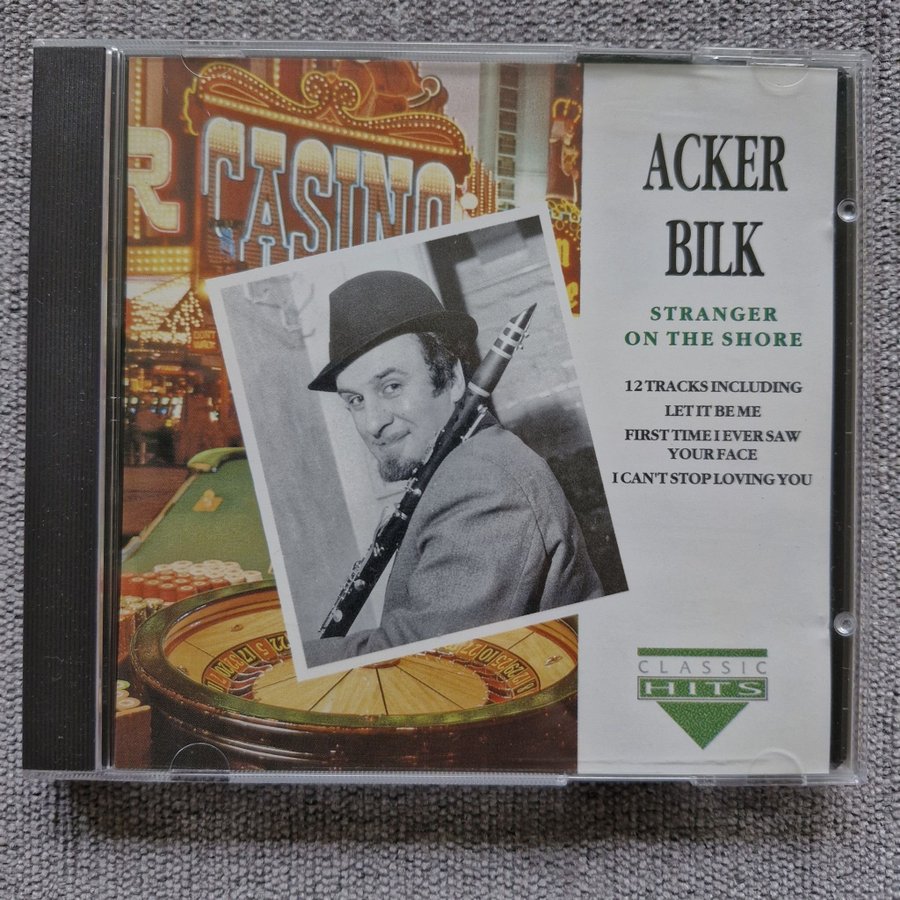 CASINO
R
ACKER
BILK
STRANGER
ON THE SHORE
12 TRACKS INCLUDING
LET IT BE ME
FIRST TIME I EVER SAW
YOUR FACE
I CAN'T STOP LOVING YOU
CLASSIC
HITS